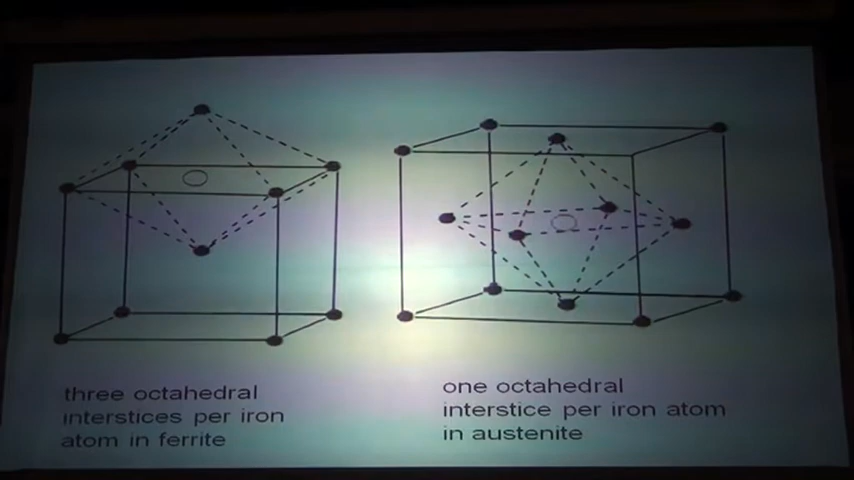 three octahedral
interstices per iron
atom in ferrite
one octahedral
interstice per iron atom
in austenite